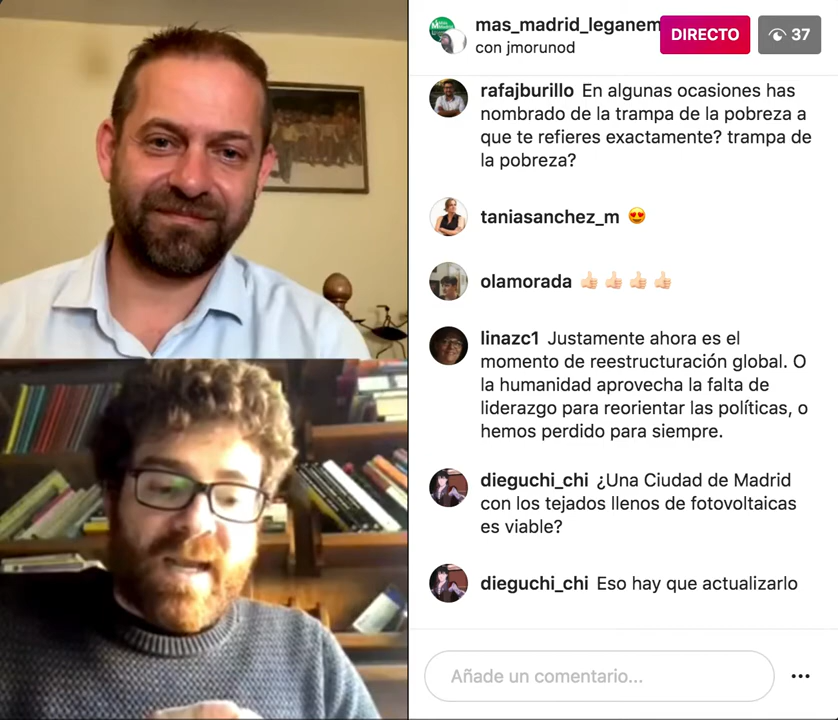 mas_madrid_leganem
DIRECTO
37
con jmorunod
rafajburillo En algunas ocasiones has
nombrado de la trampa de la pobreza a
que te refieres exactamente? trampa de
la pobreza?
taniasanchez_m 😍
olamorada 👍🏻👍🏻👍🏻👍🏻
linazc1 Justamente ahora es el
momento de reestructuración global. O
la humanidad aprovecha la falta de
liderazgo para reorientar las políticas, o
hemos perdido para siempre.
dieguchi_chi ¿Una Ciudad de Madrid
con los tejados llenos de fotovoltaicas
es viable?
dieguchi_chi Eso hay que actualizarlo
Añade un comentario...